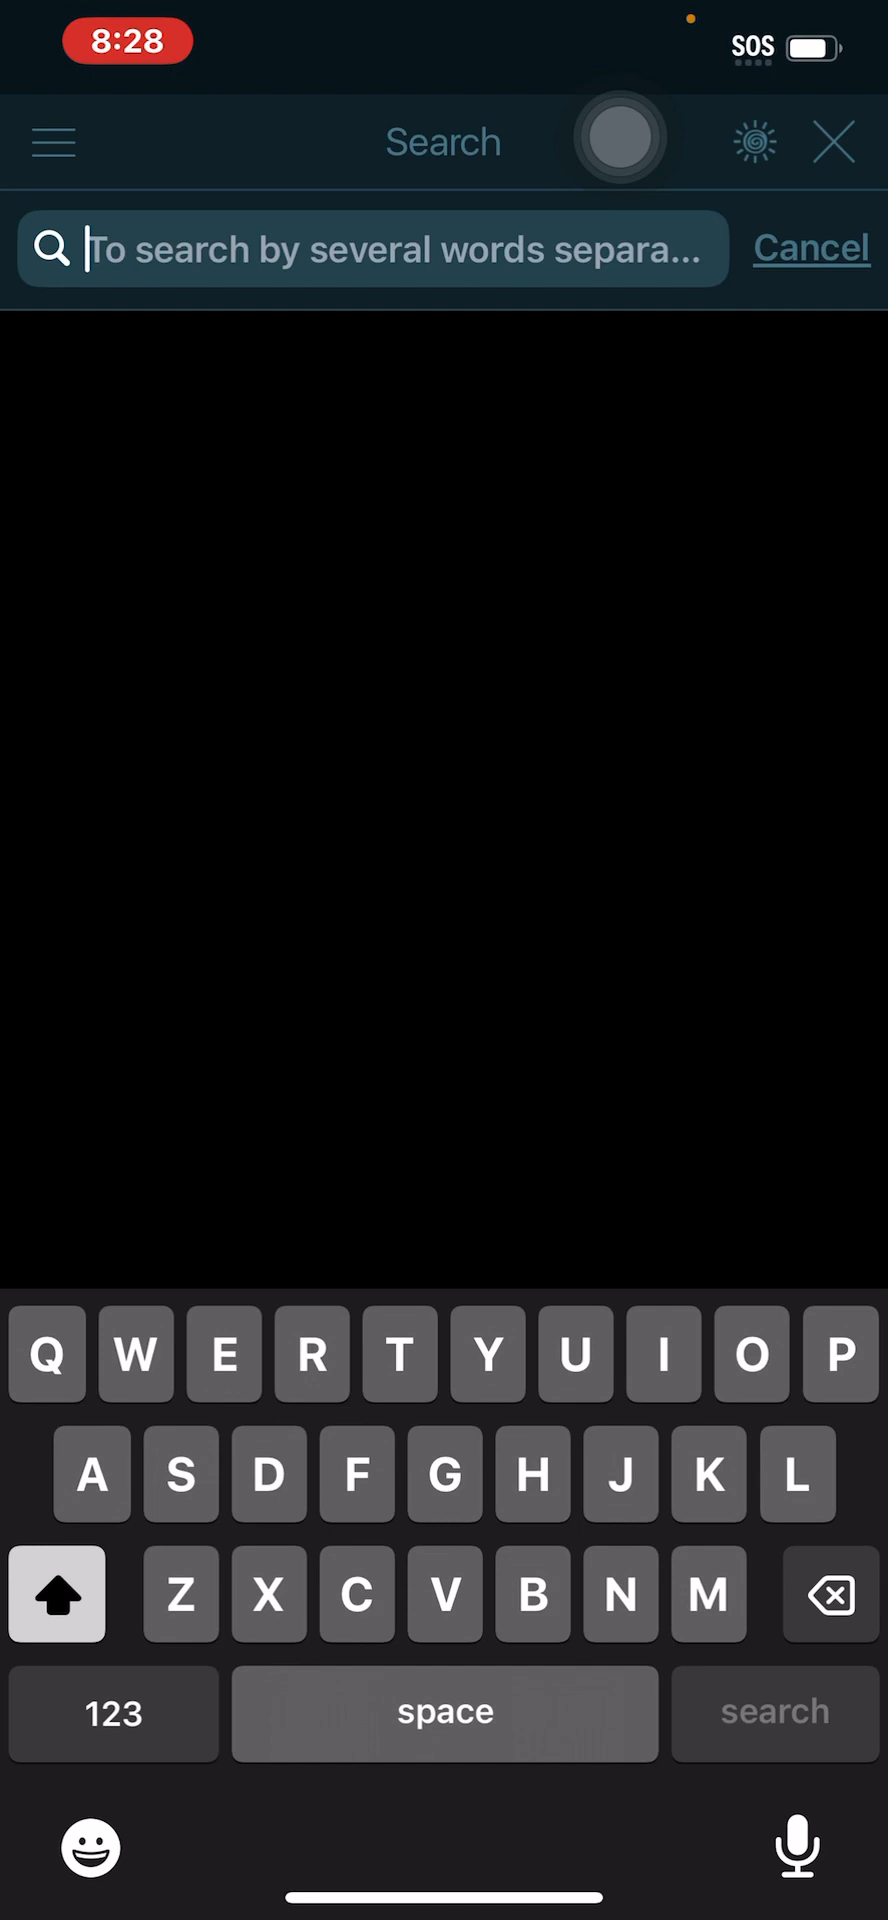 8:28
SOS
Search
To search by several words separa...
Cancel
Q W E R T Y U I O P
A S D F G H J K L
Z X C V B N M
123 space search